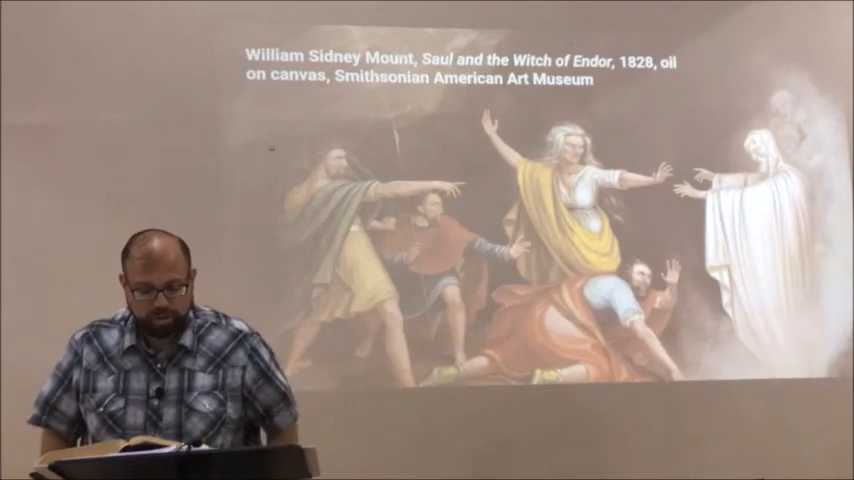 William Sidney Mount, Saul and the Witch of Endor, 1828, oil
on canvas, Smithsonian American Art Museum